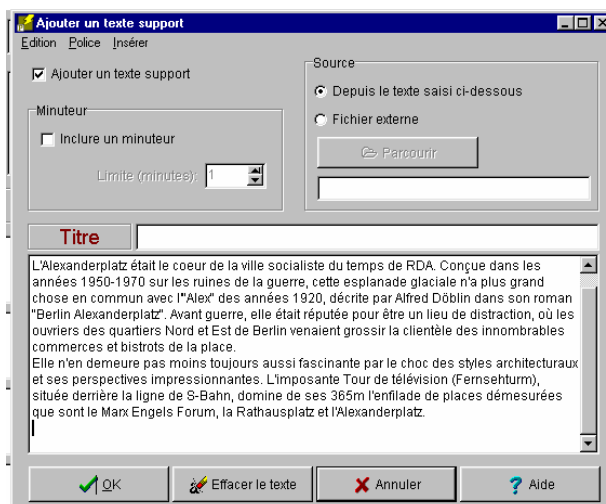 Ajouter un texte support
Edition Police Insérer
Ajouter un texte support
Minuteur
Inclure un minuteur
Limite (minutes): 1
Source
Depuis le texte saisi ci-dessous
Fichier externe
Parcourir
Titre
L'Alexanderplatz était le coeur de la ville socialiste du temps de RDA. Conçue dans les
années 1950-1970 sur les ruines de la guerre, cette esplanade glaciale n'a plus grand
chose en commun avec l'"Alex" des années 1920, décrite par Alfred Döblin dans son roman
"Berlin Alexanderplatz". Avant guerre, elle était réputée pour être un lieu de distraction, où les
ouvriers des quartiers Nord et Est de Berlin venaient grossir la clientèle des innombrables
commerces et bistrots de la place.
Elle n'en demeure pas moins toujours aussi fascinante par le choc des styles architecturaux
et ses perspectives impressionnantes. L'imposante Tour de télévision (Fernsehturm),
située derrière la ligne de S-Bahn, domine de ses 365m l'enfilade de places démesurées
que sont le Marx Engels Forum, la Rathausplatz et l'Alexanderplatz.
OK
Effacer le texte
Annuler
Aide